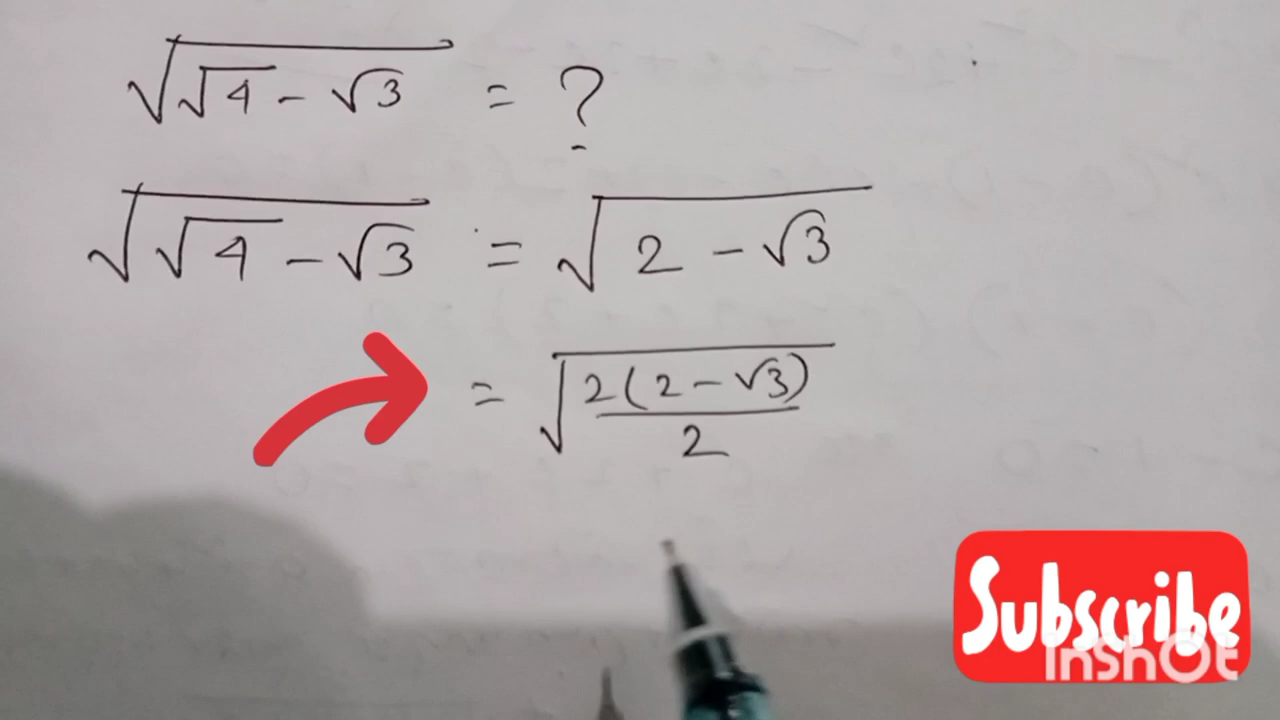 √(√4 - √3) = ?
√(√4 - √3) = √(2 - √3)
= √(2(2 - √3)/2)
Subscribe
InShOt